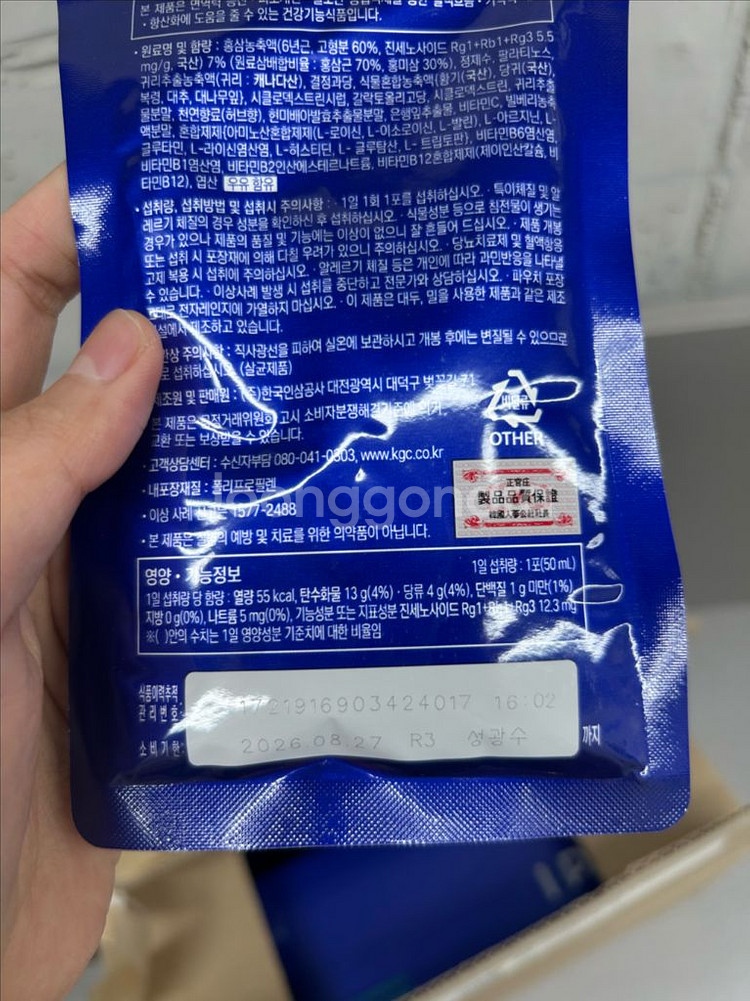 본 제품은 면역력 증진
· 항산화에 도움을 줄 수 있는 건강기능식품입니다.
· 원료명 및 함량 : 홍삼농축액(6년근, 고형분 60%, 진세노사이드 Rg1+Rb1+Rg3 5.5
mg/g, 국산) 7% (원료삼배합비율 : 홍삼근 70%, 홍미삼 30%), 정제수, 팔라티노스
귀리추출농축액(귀리 : 캐나다산), 결정과당, 식물혼합농축액(황기(국산), 당귀(국산),
복령, 대추, 대나무잎), 시클로덱스트린시럽, 갈락토올리고당, 시클로덱스트린, 귀리추출
물분말, 천연향료(허브향), 현미배아발효추출물분말, 은행잎추출물, 비타민C, 빌베리농축
액분말, 혼합제제(아미노산혼합제제(L-로이신, L-이소로이신, L-발린), L-아르지닌, L-
글루타민, L-라이신염산염, L-히스티딘, L- 글루탐산, L- 트립토판), 비타민B6염산염,
비타민B1염산염, 비타민B2인산에스테르나트륨, 비타민B12혼합제제(제이인산칼슘, 비
타민B12), 엽산 우유 함유
· 섭취량, 섭취방법 및 섭취시 주의사항 : · 1일 1회 1포를 섭취하십시오. · 특이체질 및 알
레르기 체질의 경우 성분을 확인하신 후 섭취하십시오. · 식물성분 등으로 침전물이 생기는
경우가 있으나 제품의 품질 및 기능에는 이상이 없으니 잘 흔들어 드십시오. · 제품 개봉
또는 섭취 시 포장재에 의해 다칠 우려가 있으니 주의하십시오. · 당뇨치료제 및 혈액항응
고제 복용 시 섭취에 주의하십시오. · 알레르기 체질 등은 개인에 따라 과민반응을 나타낼
수 있습니다. · 이상사례 발생 시 섭취를 중단하고 전문가와 상담하십시오. · 파우치 포장
전자레인지에 가열하지 마십시오. · 이 제품은 대두, 밀을 사용한 제품과 같은 제조
시설에서 제조하고 있습니다.
주의사항 : 직사광선을 피하여 실온에 보관하시고 개봉 후에는 변질될 수 있으므로
섭취하십시오. (살균제품)
제조원 및 판매원 : (주)한국인삼공사 대전광역시 대덕구 벚꽃길 71
본 제품은 공정거래위원회 고시 소비자분쟁해결기준에 의거
교환 또는 보상받을 수 있습니다.
· 고객상담센터 : 수신자부담 080-041-0303, www.kgc.co.kr
· 내포장재질 : 폴리프로필렌
· 이상 사례 1577-2488
· 본 제품은 질병의 예방 및 치료를 위한 의약품이 아닙니다.
비닐류
OTHER
正官庄
製品品質保證
韓國人蔘公社社長
joonggonara
영양 · 기능정보 1일 섭취량 : 1포(50 mL)
1일 섭취량 당 함량 : 열량 55 kcal, 탄수화물 13 g(4%) · 당류 4 g(4%), 단백질 1 g 미만(1%)
지방 0 g(0%), 나트륨 5 mg(0%), 기능성분 또는 지표성분 진세노사이드 Rg1+Rb1+Rg3 12.3 mg
※( )안의 수치는 1일 영양성분 기준치에 대한 비율임
식품이력추적
관리번호: 1721916903424017 16:02
소비기한: 2026.08.27 R3 성광수 까지